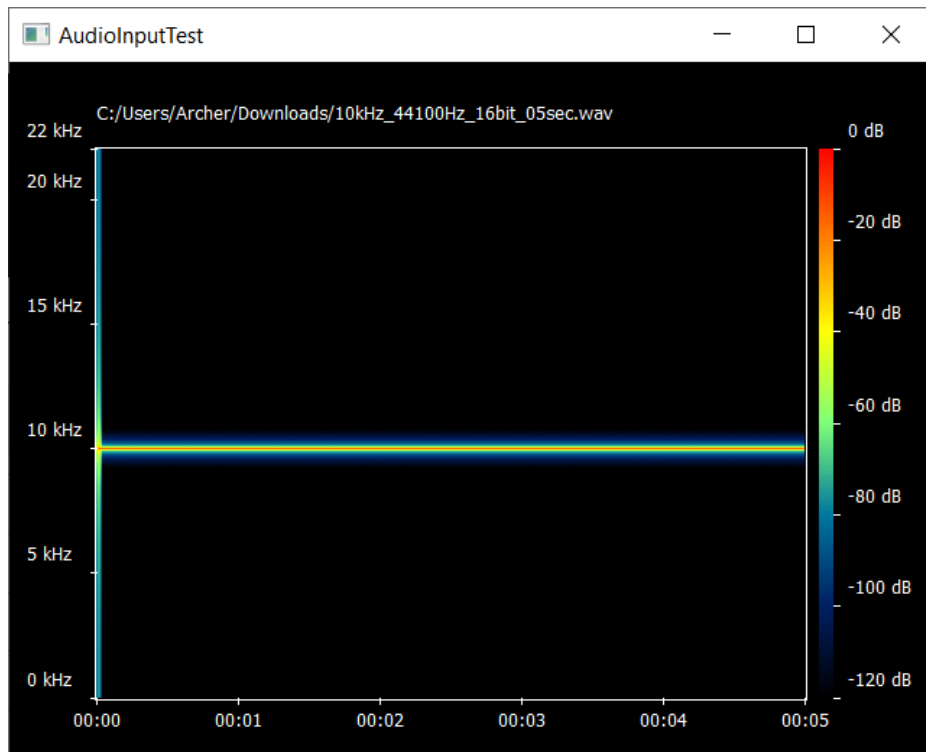 AudioInputTest
C:/Users/Archer/Downloads/10kHz_44100Hz_16bit_05sec.wav
22 kHz
20 kHz
15 kHz
10 kHz
5 kHz
0 kHz
0 dB
-20 dB
-40 dB
-60 dB
-80 dB
-100 dB
-120 dB
00:00 00:01 00:02 00:03 00:04 00:05